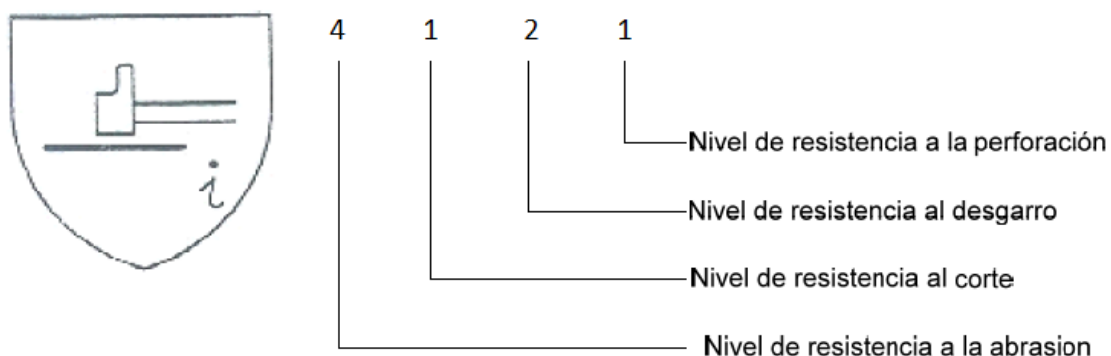 4 1 2 1
i
Nivel de resistencia a la perforación
Nivel de resistencia al desgarro
Nivel de resistencia al corte
Nivel de resistencia a la abrasion